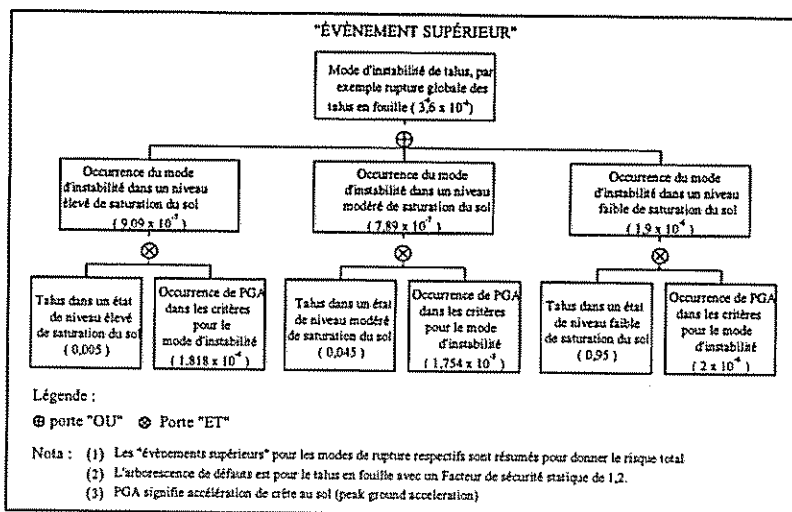 "ÉVÈNEMENT SUPÉRIEUR"
Mode d'instabilité de talus, par
exemple rupture globale des
talus en fouille ( 3,6 x 10⁻⁶)
Occurrence du mode
d'instabilité dans un niveau
élevé de saturation du sol
( 9.09 x 10⁻⁷ )
Occurrence du mode
d'instabilité dans un niveau
modéré de saturation du sol
( 7,89 x 10⁻⁷ )
Occurrence du mode
d'instabilité dans un niveau
faible de saturation du sol
( 1,9 x 10⁻⁶ )
Talus dans un état
de niveau élevé
de saturation du sol
( 0,005 )
Occurrence de PGA
dans les critères
pour le
mode d'instabilité
( 1.818 x 10⁻⁴ )
Talus dans un état
de niveau modéré
de saturation du sol
( 0,045 )
Occurrence de PGA
dans les critères
pour le mode
d'instabilité
( 1,754 x 10⁻⁵ )
Talus dans un état
de niveau faible
de saturation du sol
( 0,95 )
Occurrence de PGA
dans les critères
pour le mode
d'instabilité
( 2 x 10⁻⁶ )
Légende :
⊕ porte "OU" ⊗ Porte "ET"
Nota : (1) Les "évènements supérieurs" pour les modes de rupture respectifs sont résumés pour donner le risque total
(2) L'arborescence de défauts est pour le talus en fouille avec un Facteur de sécurité statique de 1,2.
(3) PGA signifie accélération de crête au sol (peak ground acceleration)